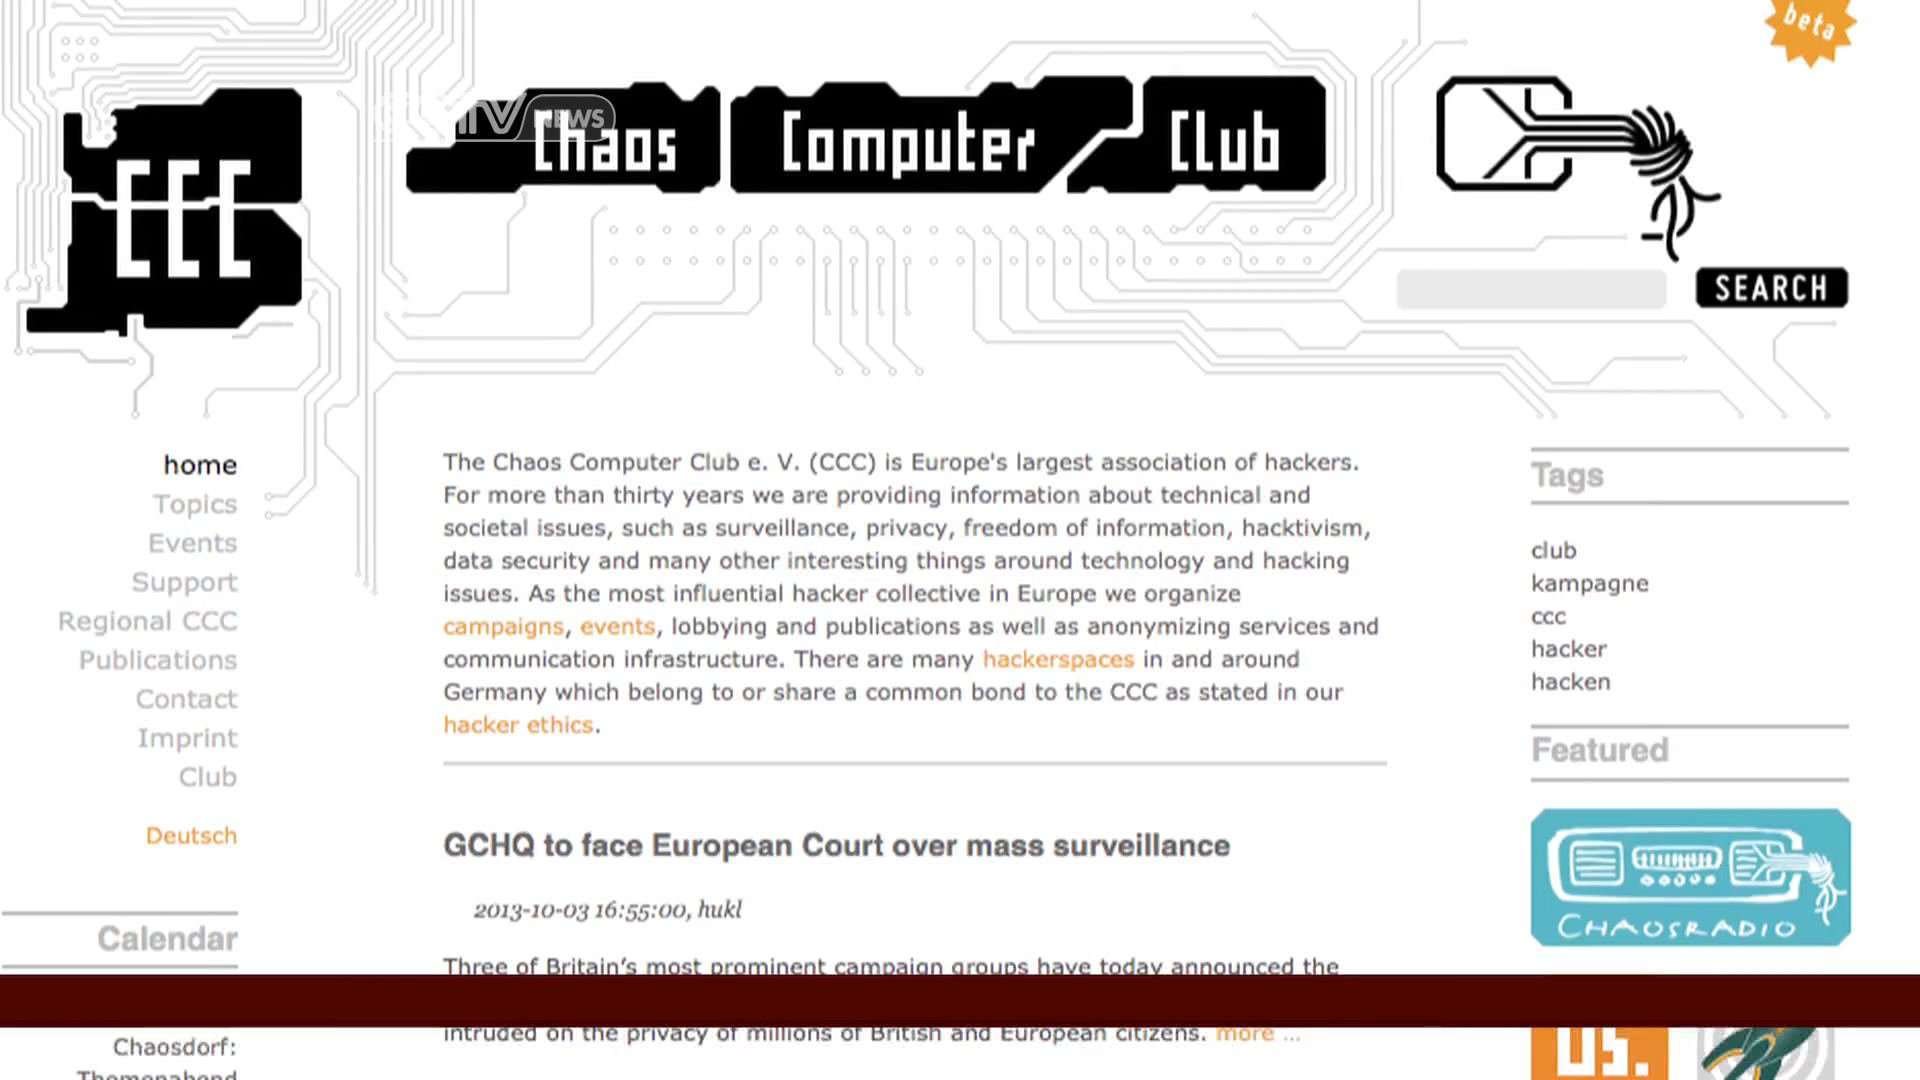 beta
CCC
NEWS
Chaos Computer Club
SEARCH
home
Topics
Events
Support
Regional CCC
Publications
Contact
Imprint
Club
Deutsch
Calendar
Chaosdorf:
Themenabend
The Chaos Computer Club e. V. (CCC) is Europe's largest association of hackers.
For more than thirty years we are providing information about technical and
societal issues, such as surveillance, privacy, freedom of information, hacktivism,
data security and many other interesting things around technology and hacking
issues. As the most influential hacker collective in Europe we organize
campaigns, events, lobbying and publications as well as anonymizing services and
communication infrastructure. There are many hackerspaces in and around
Germany which belong to or share a common bond to the CCC as stated in our
hacker ethics.
GCHQ to face European Court over mass surveillance
2013-10-03 16:55:00, hukl
Three of Britain's most prominent campaign groups have today announced the
intruded on the privacy of millions of British and European citizens. more ...
Tags
club
kampagne
ccc
hacker
hacken
Featured
CHAOSRADIO
US.